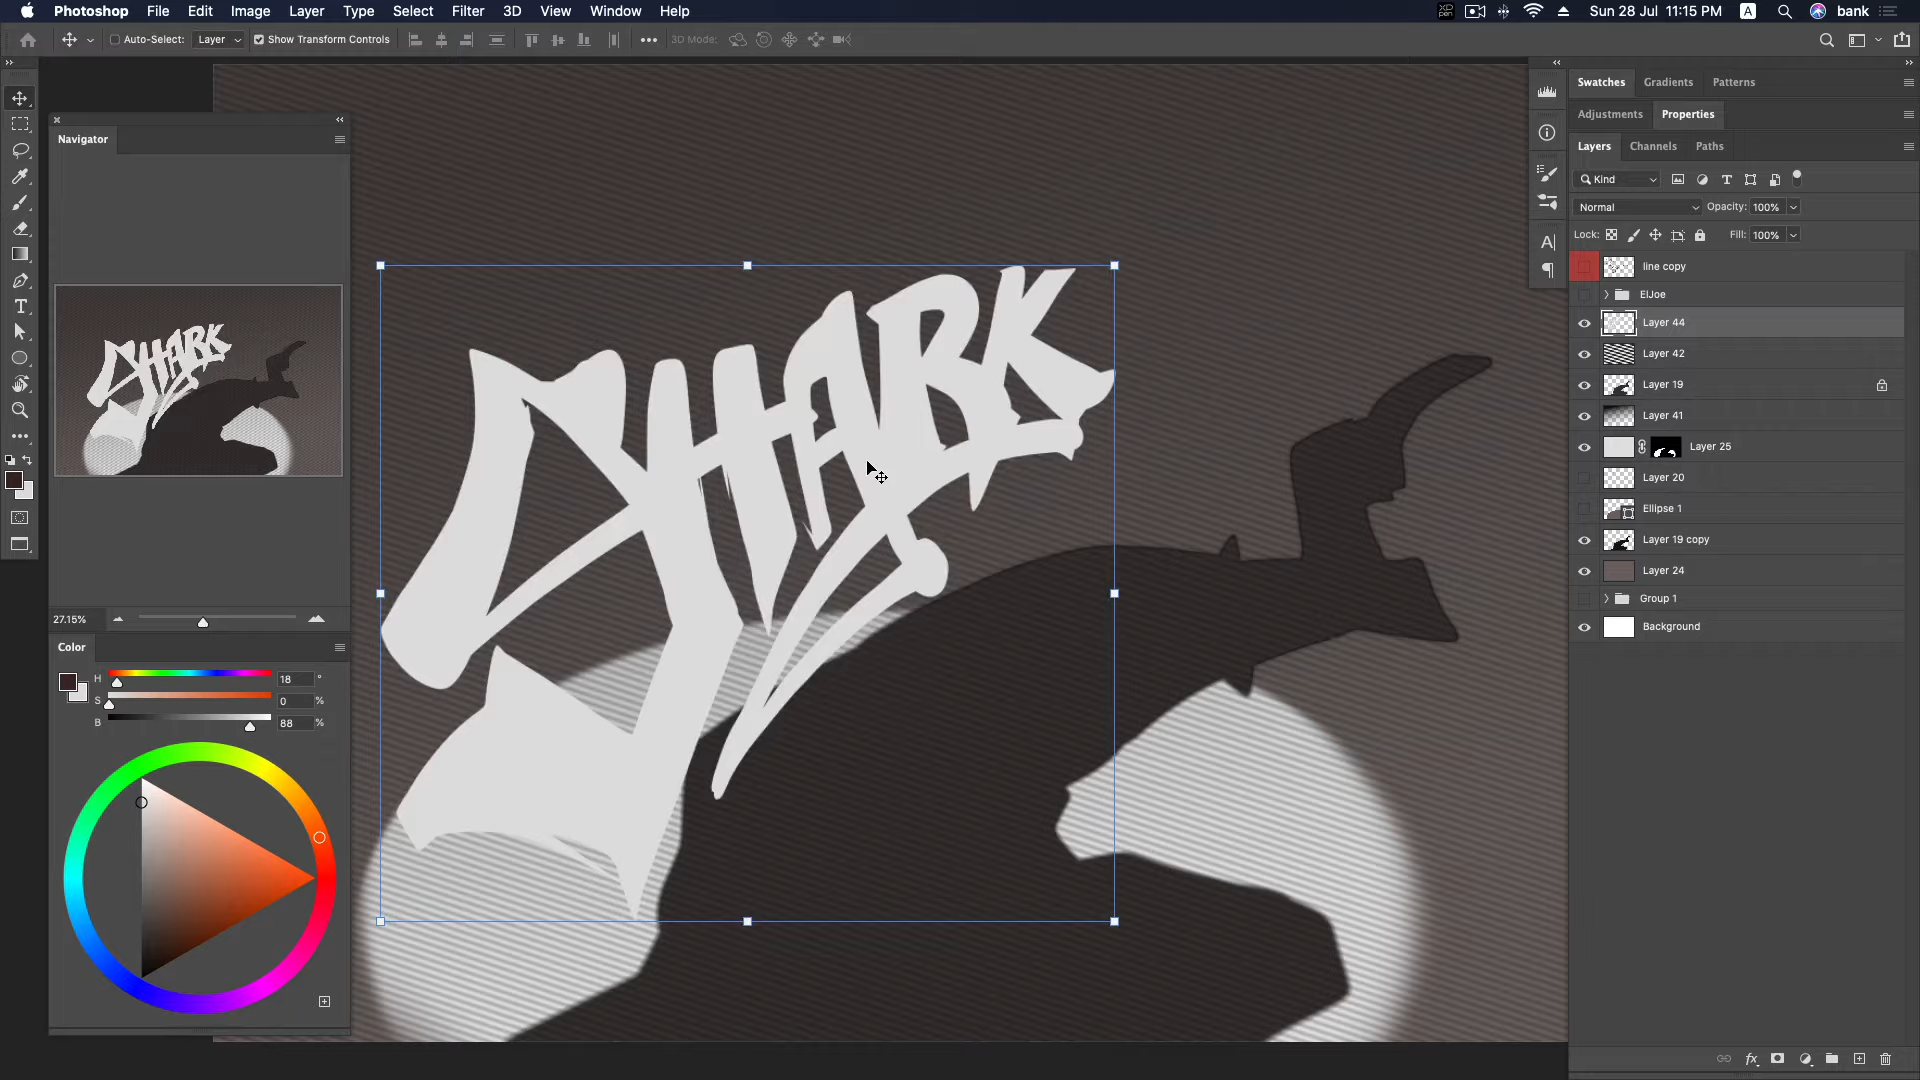 Photoshop File Edit Image Layer Type Select Filter 3D View Window Help
XP PEN Sun 28 Jul 11:15 PM A bank
Auto-Select: Layer Show Transform Controls 3D Mode:
Navigator
27.15%
Color
H 18 °
S 0 %
B 88 %
SHARK
Swatches Gradients Patterns
Adjustments Properties
Layers Channels Paths
Kind
Normal Opacity: 100%
Lock: Fill: 100%
line copy
ElJoe
Layer 44
Layer 42
Layer 19
Layer 41
Layer 25
Layer 20
Ellipse 1
Layer 19 copy
Layer 24
Group 1
Background